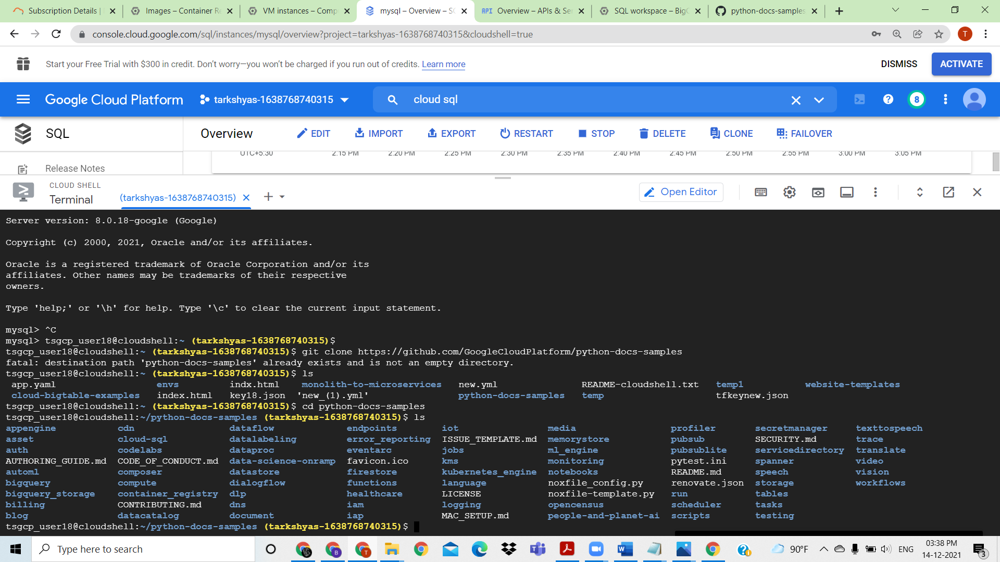 Subscription Details |
Images – Container Re
VM instances – Comp
mysql – Overview – SQ
API Overview – APIs & Se
SQL workspace – Big
python-docs-samples
console.cloud.google.com/sql/instances/mysql/overview?project=tarkshyas-1638768740315&cloudshell=true
T
Start your Free Trial with $300 in credit. Don’t worry—you won’t be charged if you run out of credits. Learn more
DISMISS
ACTIVATE
Google Cloud Platform
tarkshyas-1638768740315
cloud sql
8
SQL
Overview
EDIT
IMPORT
EXPORT
RESTART
STOP
DELETE
CLONE
FAILOVER
UTC+5:30 2:15 PM 2:20 PM 2:25 PM 2:30 PM 2:35 PM 2:40 PM 2:45 PM 2:50 PM 2:55 PM 3:00 PM 3:05 PM
Release Notes
CLOUD SHELL
Terminal
(tarkshyas-1638768740315)
Open Editor
Server version: 8.0.18-google (Google)
Copyright (c) 2000, 2021, Oracle and/or its affiliates.
Oracle is a registered trademark of Oracle Corporation and/or its
affiliates. Other names may be trademarks of their respective
owners.
Type 'help;' or '\h' for help. Type '\c' to clear the current input statement.
mysql> ^C
mysql> tsgcp_user18@cloudshell:~ (tarkshyas-1638768740315)$
tsgcp_user18@cloudshell:~ (tarkshyas-1638768740315)$ git clone https://github.com/GoogleCloudPlatform/python-docs-samples
fatal: destination path 'python-docs-samples' already exists and is not an empty directory.
tsgcp_user18@cloudshell:~ (tarkshyas-1638768740315)$ ls
app.yaml envs indx.html monolith-to-microservices new.yml README-cloudshell.txt temp1 website-templates
cloud-bigtable-examples index.html key18.json 'new_(1).yml' python-docs-samples temp tfkeynew.json
tsgcp_user18@cloudshell:~ (tarkshyas-1638768740315)$ cd python-docs-samples
tsgcp_user18@cloudshell:~/python-docs-samples (tarkshyas-1638768740315)$ ls
appengine cdn dataflow endpoints iot media profiler secretmanager texttospeech
asset cloud-sql datalabeling error_reporting ISSUE_TEMPLATE.md memorystore pubsub SECURITY.md trace
auth codelabs dataproc eventarc jobs ml_engine pubsublite servicedirectory translate
AUTHORING_GUIDE.md CODE_OF_CONDUCT.md data-science-onramp favicon.ico kms monitoring pytest.ini spanner video
automl composer datastore firestore kubernetes_engine notebooks README.md speech vision
bigquery compute dialogflow functions language noxfile_config.py renovate.json storage workflows
bigquery_storage container_registry dlp healthcare LICENSE noxfile-template.py run tables
billing CONTRIBUTING.md dns iam logging opencensus scheduler tasks
blog datacatalog document iap MAC_SETUP.md people-and-planet-ai scripts testing
tsgcp_user18@cloudshell:~/python-docs-samples (tarkshyas-1638768740315)$
Type here to search
90°F
ENG
03:38 PM
14-12-2021
3